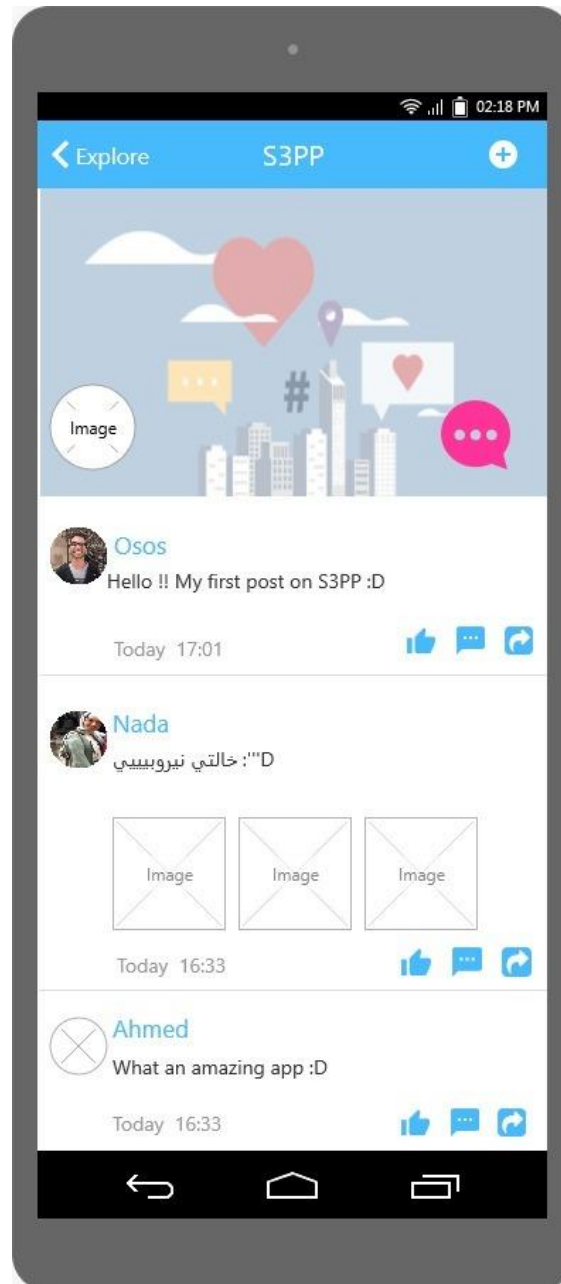 02:18 PM
Explore
S3PP
#
Image
Osos
Hello !! My first post on S3PP :D
Today 17:01
Nada
خالتي نيروبيييي :'''D
Image Image Image
Today 16:33
Ahmed
What an amazing app :D
Today 16:33